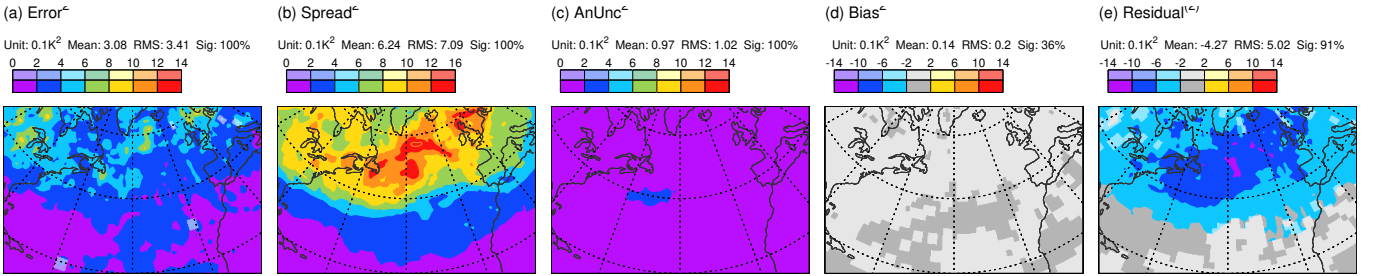 (a) Error²
(b) Spread²
(c) AnUnc²
(d) Bias²
(e) Residual⁽²⁾
Unit: 0.1K² Mean: 3.08 RMS: 3.41 Sig: 100%
Unit: 0.1K² Mean: 6.24 RMS: 7.09 Sig: 100%
Unit: 0.1K² Mean: 0.97 RMS: 1.02 Sig: 100%
Unit: 0.1K² Mean: 0.14 RMS: 0.2 Sig: 36%
Unit: 0.1K² Mean: -4.27 RMS: 5.02 Sig: 91%
0 2 4 6 8 10 12 14
0 2 4 6 8 10 12 14 16
0 2 4 6 8 10 12 14
-14 -10 -6 -2 2 6 10 14
-14 -10 -6 -2 2 6 10 14